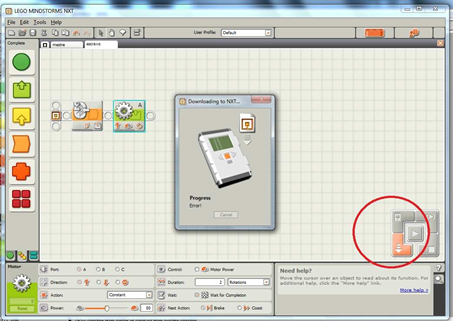 LEGO MINDSTORMS NXT
File Edit Tools Help
User Profile: Default
Complete
Downloading to NXT...
A
Progress
Error!
Cancel
Motor
Port: A B C
Direction:
Action: Constant
Power: 50
Control: Motor Power
Duration: 2 Rotations
Wait: Wait for Completion
Next Action: Brake Coast
Need help?
Move the cursor over an object to read about its function. For
additional help, click the "More help" link.
More help »